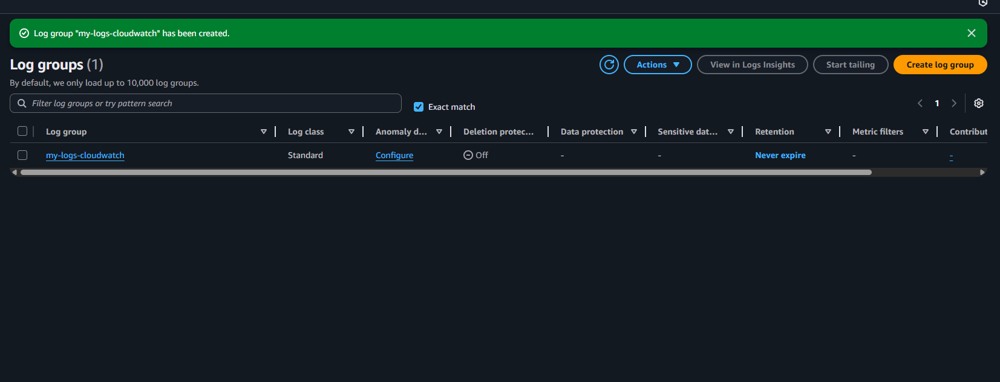 Log group "my-logs-cloudwatch" has been created.
Log groups (1)
Actions View in Logs Insights Start tailing Create log group
By default, we only load up to 10,000 log groups.
Filter log groups or try pattern search
Exact match
1
Log group Log class Anomaly d... Deletion protec... Data protection Sensitive dat... Retention Metric filters Contribut
my-logs-cloudwatch Standard Configure Off - - Never expire - -